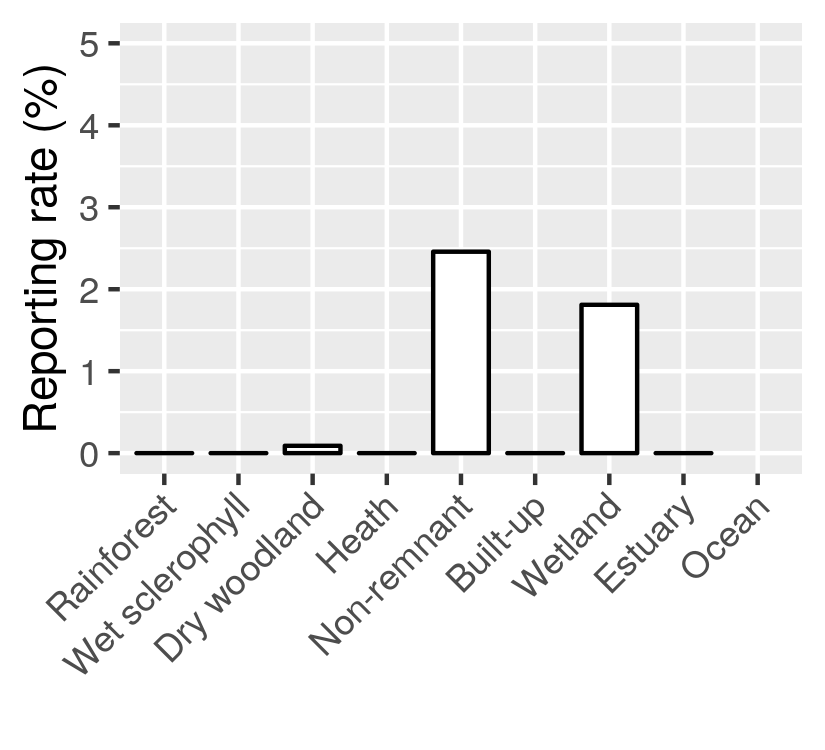 Reporting rate (%)
5
4
3
2
1
0
Rainforest
Wet sclerophyll
Dry woodland
Heath
Non-remnant
Built-up
Wetland
Estuary
Ocean